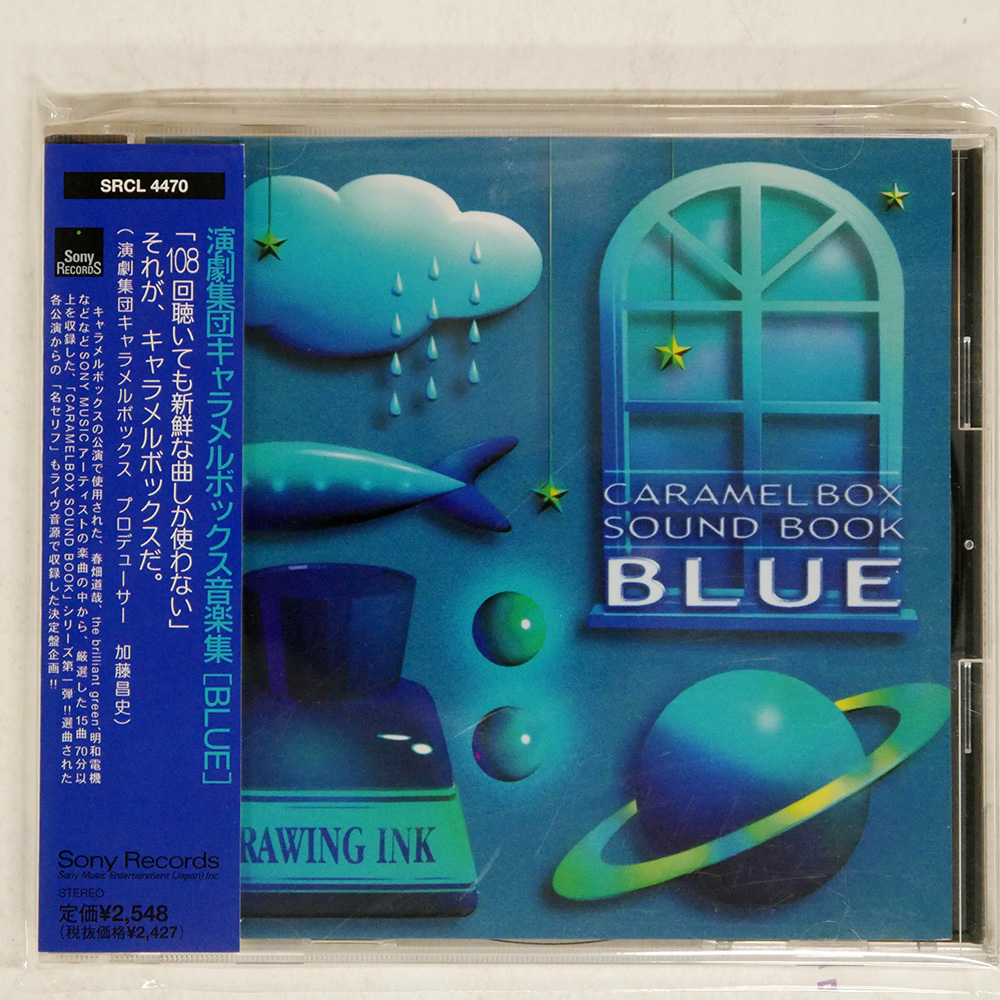 SRCL 4470
Sony
RECORDS
演劇集団キャラメルボックス音楽集［BLUE］
「108回聴いても新鮮な曲しか使わない」
それが、キャラメルボックスだ。
（演劇集団キャラメルボックス プロデューサー 加藤昌史）
キャラメルボックスの公演で使用された、春畑道哉、the brilliant green、明和電機
などなどSONY MUSICアーティストの楽曲の中から、厳選した15曲70分以
上を収録した、「CARAMELBOX SOUND BOOK」シリーズ第一弾!!選曲された
各公演からの「名セリフ」もライヴ音源で収録した決定盤企画!!
Sony Records
Sony Music Entertainment (Japan) Inc.
STEREO
定価¥2,548
(税抜価格¥2,427)
CARAMELBOX
SOUND BOOK
BLUE
RAWING INK